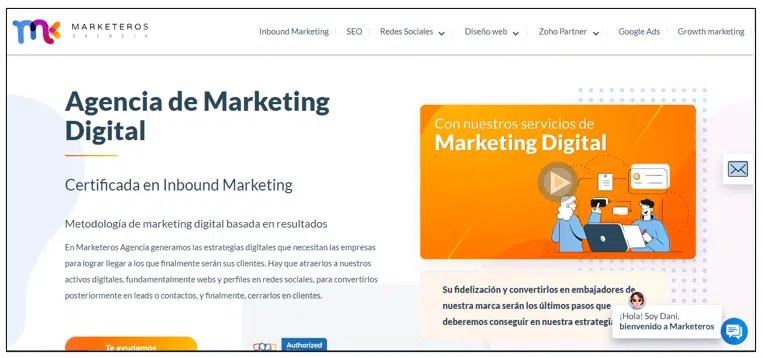 MARKETEROS
AGENCIA
Inbound Marketing SEO Redes Sociales Diseño web Zoho Partner Google Ads Growth marketing
Agencia de Marketing
Digital
Certificada en Inbound Marketing
Metodología de marketing digital basada en resultados
En Marketeros Agencia generamos las estrategias digitales que necesitan las empresas
para lograr llegar a los que finalmente serán sus clientes. Hay que atraerlos a nuestros
activos digitales, fundamentalmente webs y perfiles en redes sociales, para convertirlos
posteriormente en leads o contactos, y finalmente, cerrarlos en clientes.
Te ayudamos
Authorized
Con nuestros servicios de
Marketing Digital
Su fidelización y convertirlos en embajadores de
nuestra marca serán los últimos pasos que
deberemos conseguir en nuestra estrategia
¡Hola! Soy Dani,
bienvenido a Marketeros